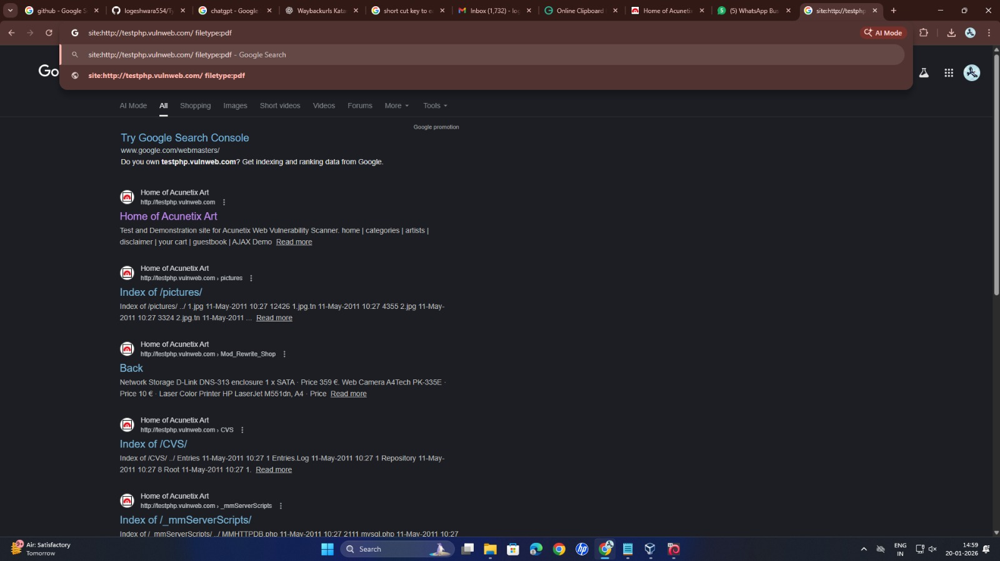 github - Google S
logeshwara554/Ty
chatgpt - Google
Waybackurls Kata
short cut key to e
Inbox (1,732) - lo
Online Clipboard
Home of Acuneti
(5) WhatsApp Bus
site:http://testphp
site:http://testphp.vulnweb.com/ filetype:pdf
AI Mode
site:http://testphp.vulnweb.com/ filetype:pdf - Google Search
site:http://testphp.vulnweb.com/ filetype:pdf
Go
AI Mode
All
Shopping
Images
Short videos
Videos
Forums
More
Tools
Google promotion
Try Google Search Console
www.google.com/webmasters/
Do you own testphp.vulnweb.com? Get indexing and ranking data from Google.
Home of Acunetix Art
http://testphp.vulnweb.com
Home of Acunetix Art
Test and Demonstration site for Acunetix Web Vulnerability Scanner. home | categories | artists |
disclaimer | your cart | guestbook | AJAX Demo Read more
Home of Acunetix Art
http://testphp.vulnweb.com › pictures
Index of /pictures/
Index of /pictures/ ../ 1.jpg 11-May-2011 10:27 12426 1.jpg.tn 11-May-2011 10:27 4355 2.jpg 11-May-
2011 10:27 3324 2.jpg.tn 11-May-2011 ... Read more
Home of Acunetix Art
http://testphp.vulnweb.com › Mod_Rewrite_Shop
Back
Network Storage D-Link DNS-313 enclosure 1 x SATA · Price 359 €. Web Camera A4Tech PK-335E ·
Price 10 € · Laser Color Printer HP LaserJet M551dn, A4 · Price Read more
Home of Acunetix Art
http://testphp.vulnweb.com › CVS
Index of /CVS/
Index of /CVS/ ../ Entries 11-May-2011 10:27 1 Entries.Log 11-May-2011 10:27 1 Repository 11-May-
2011 10:27 8 Root 11-May-2011 10:27 1. Read more
Home of Acunetix Art
http://testphp.vulnweb.com › _mmServerScripts
Index of /_mmServerScripts/
Index of /_mmServerScripts/ ../ MMHTTPDB.php 11-May-2011 10:27 2111 mysql.php 11-May-2011 10:27
9+
Air: Satisfactory
Tomorrow
Search
hp
ENG
IN
14:59
20-01-2026